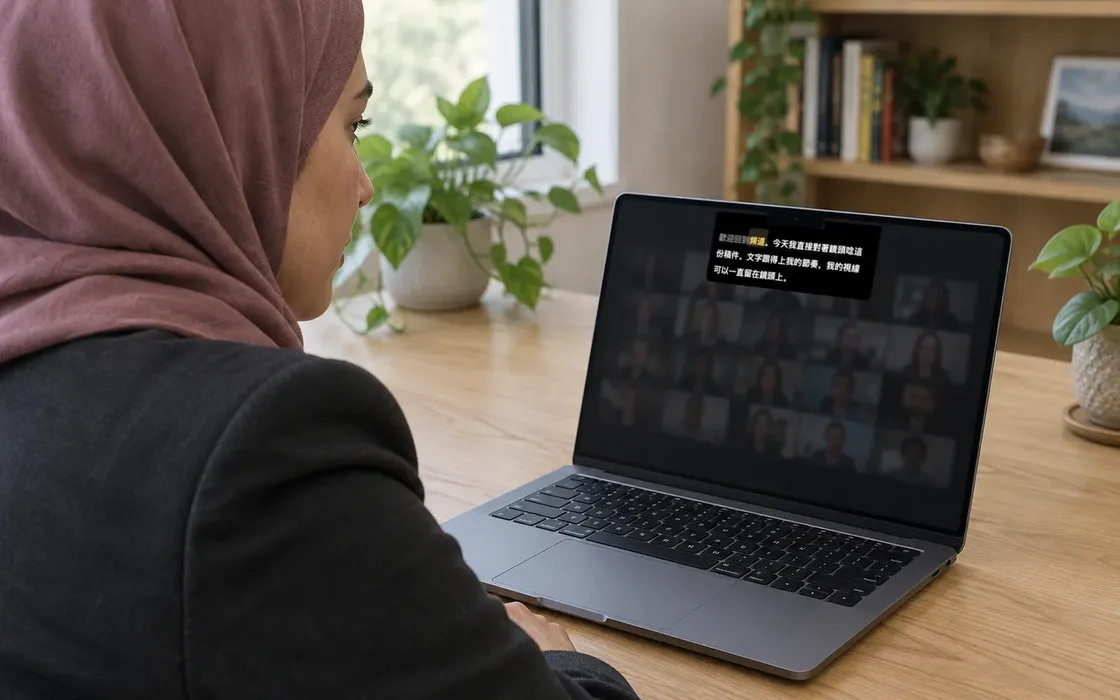 歡迎回到頻道。今天我直接對著鏡頭唸這
份稿件。文字跟得上我的節奏，我的視線
可以一直留在鏡頭上。